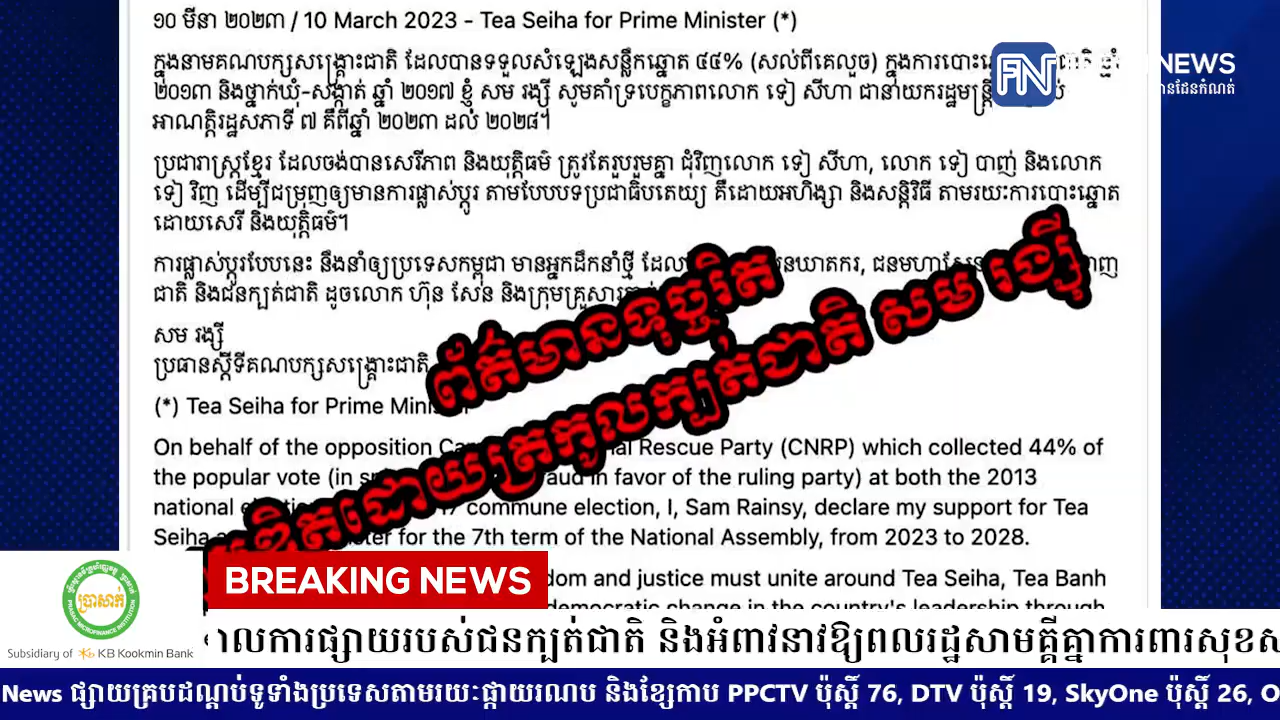 ១០ មីនា ២០២៣ / 10 March 2023 - Tea Seiha for Prime Minister (*)
ក្នុងនាមគណបក្សសង្គ្រោះជាតិ ដែលបានទទួលសំឡេងសន្លឹកឆ្នោត ៤៤% (សល់ពីគេលួច) ក្នុងការបោះឆ្នោត
២០១៣ និងថ្នាក់ឃុំ-សង្កាត់ ឆ្នាំ ២០១៧ ខ្ញុំ សម រង្ស៊ី សូមគាំទ្របេក្ខភាពលោក ទៀ សីហា ជានាយករដ្ឋមន្ត្រី
អាណត្តិរដ្ឋសភាទី ៧ គឺពីឆ្នាំ ២០២៣ ដល់ ២០២៨។
ប្រជារាស្ត្រខ្មែរ ដែលចង់បានសេរីភាព និងយុត្តិធម៌ ត្រូវតែរួបរួមគ្នា ជុំវិញលោក ទៀ សីហា, លោក ទៀ បាញ់ និងលោក
ទៀ វិញ ដើម្បីជម្រុញឲ្យមានការផ្លាស់ប្តូរ តាមបែបបទប្រជាធិបតេយ្យ គឺដោយអហិង្សា និងសន្តិវិធី តាមរយៈការបោះឆ្នោត
ដោយសេរី និងយុត្តិធម៌។
ការផ្លាស់ប្តូរបែបនេះ នឹងនាំឲ្យប្រទេសកម្ពុជា មានអ្នកដឹកនាំថ្មី ដែល
ជាតិ និងជនក្បត់ជាតិ ដូចលោក ហ៊ុន សែន និងក្រុមគ្រួសារ
សម រង្ស៊ី
ប្រធានស្តីទីគណបក្សសង្គ្រោះជាតិ
(*) Tea Seiha for Prime Minister
On behalf of the opposition National Rescue Party (CNRP) which collected 44% of
the popular vote (in fraud in favor of the ruling party) at both the 2013
national commune election, I, Sam Rainsy, declare my support for Tea
Seiha for the 7th term of the National Assembly, from 2023 to 2028.
and justice must unite around Tea Seiha, Tea Banh
democratic change in the country's leadership through
FN
NEWS
ព័ត៌មានទុច្ចរិត
ដោយត្រកូលក្បត់ជាតិ សម រង្ស៊ី
BREAKING NEWS
ប្រាសាក់
PRASAC MICROFINANCE INSTITUTION
Subsidiary of KB Kookmin Bank
ការផ្សាយរបស់ជនក្បត់ជាតិ និងអំពាវនាវឱ្យពលរដ្ឋសាមគ្គីគ្នាការពារសុខ
News ផ្សាយគ្របដណ្តប់ទូទាំងប្រទេសតាមរយៈផ្កាយរណប និងខ្សែកាប PPCTV ប៉ុស្តិ៍ 76, DTV ប៉ុស្តិ៍ 19, SkyOne ប៉ុស្តិ៍ 26,